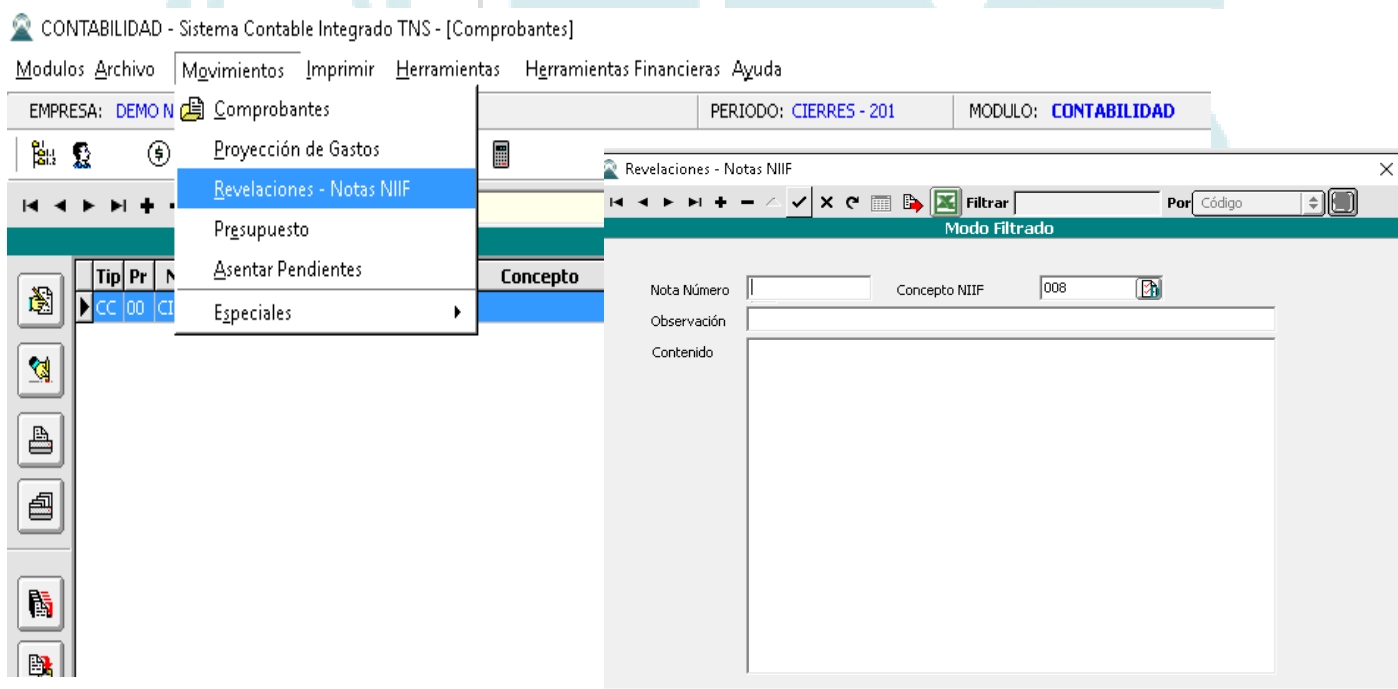 CONTABILIDAD - Sistema Contable Integrado TNS - [Comprobantes]
Modulos Archivo Movimientos Imprimir Herramientas Herramientas Financieras Ayuda
EMPRESA: DEMO N PERIODO: CIERRES - 201 MODULO: CONTABILIDAD
Comprobantes
Proyección de Gastos
Revelaciones - Notas NIIF
Presupuesto
Asentar Pendientes
Especiales
Tip Pr N Concepto
CC 00 CI
Revelaciones - Notas NIIF
Filtrar Por Código
Modo Filtrado
Nota Número Concepto NIIF 008
Observación
Contenido